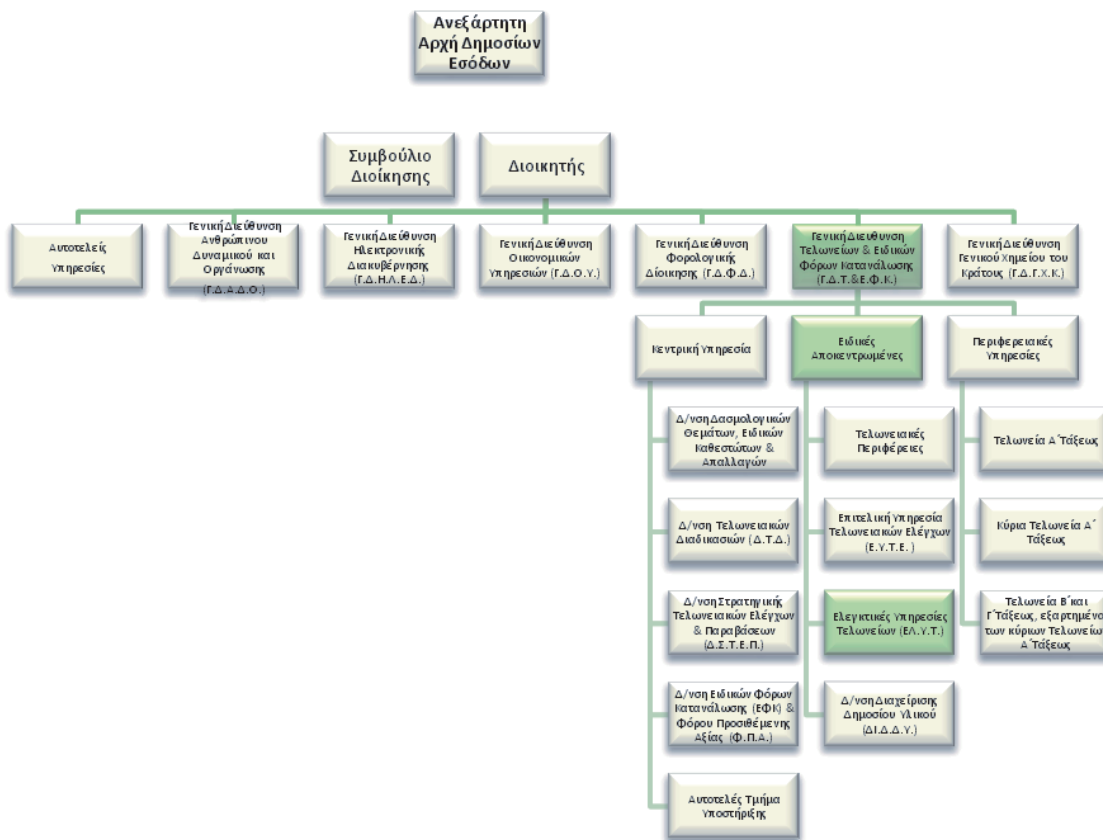 Ανεξάρτητη
Αρχή Δημοσίων
Εσόδων
Συμβούλιο
Διοίκησης
Διοικητής
Αυτοτελείς
Υπηρεσίες
Γενική Διεύθυνση
Ανθρώπινου
Δυναμικού και
Οργάνωσης
(Γ.Δ.Α.Δ.Ο.)
Γενική Διεύθυνση
Ηλεκτρονικής
Διακυβέρνησης
(Γ.Δ.Η.Λ.Ε.Δ.)
Γενική Διεύθυνση
Οικονομικών
Υπηρεσιών (Γ.Δ.Ο.Υ.)
Γενική Διεύθυνση
Φορολογικής
Δίοικησης (Γ.Δ.Φ.Δ.)
Γενική Διευθυνση
Τελωνείων & Ειδικών
Φόρων Κατανάλωσης
(Γ.Δ.Τ.&Ε.Φ.Κ.)
Γενική Διεύθυνση
Γενικού Χημείου του
Κράτους (Γ.Δ.Γ.Χ.Κ.)
Κεντρική Υπηρεσία
Ειδικές
Αποκεντρωμένες
Περιφερειακές
Υπηρεσίες
Δ/νση Δασμολογικών
Θεμάτων, Ειδικών
Καθεστώτων &
Απαλλαγών
Δ/νση Τελωνειακών
Διαδικασιών (Δ.Τ.Δ.)
Δ/νση Στρατηγικής
Τελωνειακών Ελέγχων
& Παραβάσεων
(Δ.Σ.Τ.Ε.Π.)
Δ/νση Ειδικών Φόρων
Κατανάλωσης (ΕΦΚ) &
Φόρου Προστιθέμενης
Αξίας (Φ.Π.Α.)
Αυτοτελές Τμήμα
Υποστήριξης
Τελωνειακές
Περιφέρειες
Επιτελική Υπηρεσία
Τελωνειακών Ελέγχων
(Ε.Υ.Τ.Ε. )
Ελεγκτικές Υπηρεσίες
Τελωνείων (ΕΛ.Υ.Τ.)
Δ/νση Διαχείρισης
Δημοσίου Υλικού
(ΔΙ.Δ.Δ.Υ.)
Τελωνεία Α΄ Τάξεως
Κύρια Τελωνεία Α΄
Τάξεως
Τελωνεία Β΄ και
Γ΄ Τάξεως, εξαρτημένα
των κύριων Τελωνείων
Α΄ Τάξεως